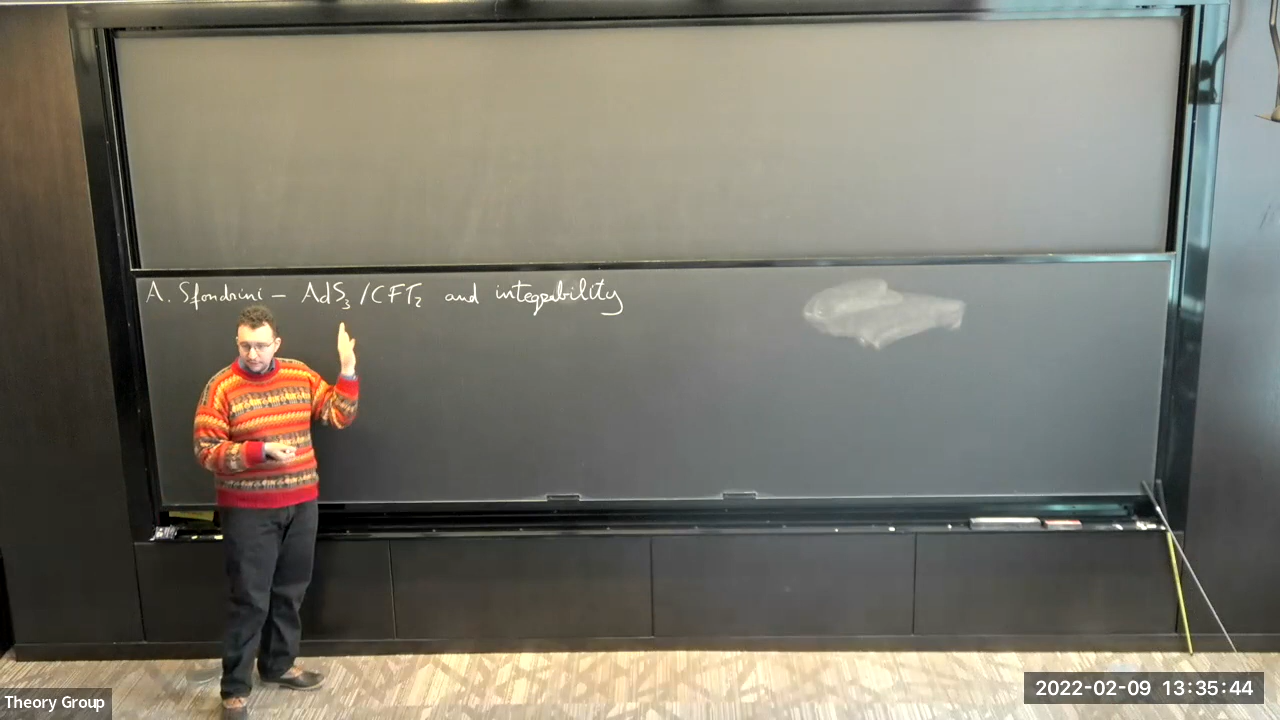 A. Sfondrini – AdS₃/CFT₂ and integrability
Theory Group
2022-02-09 13:35:44